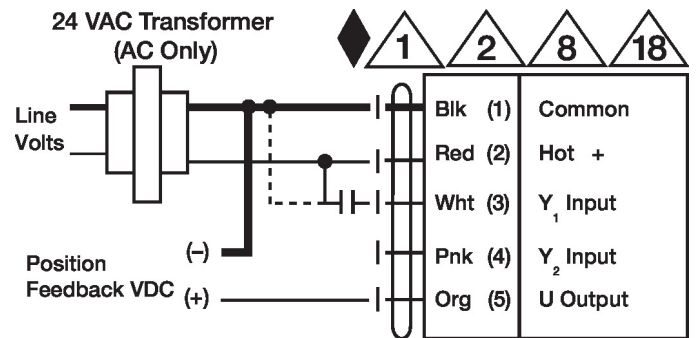 24 VAC Transformer
(AC Only)
1 2 8 18
Line
Volts
Blk (1) Common
Red (2) Hot +
Wht (3) Y1 Input
Pnk (4) Y2 Input
Org (5) U Output
(−)
Position
Feedback VDC (+)